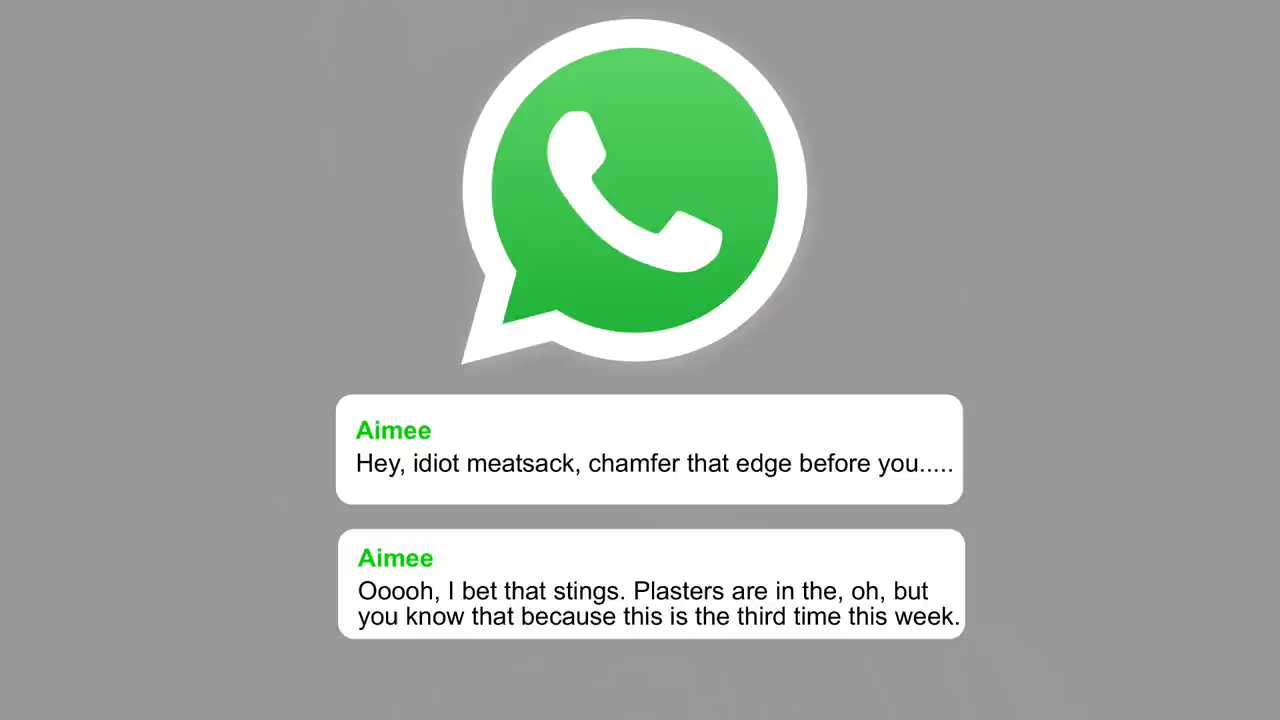 Aimee
Hey, idiot meatsack, chamfer that edge before you.....
Aimee
Ooooh, I bet that stings. Plasters are in the, oh, but
you know that because this is the third time this week.